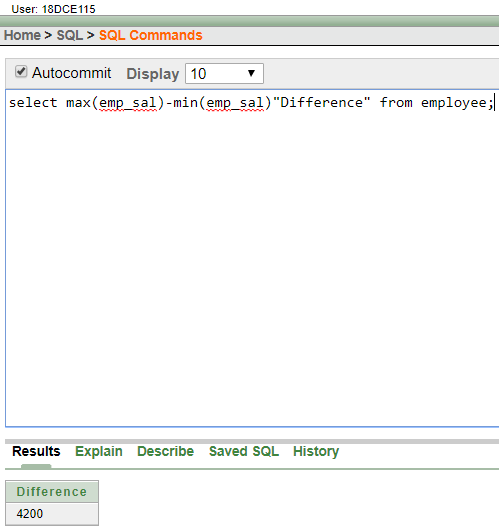 User: 18DCE115
Home > SQL > SQL Commands
Autocommit Display 10
select max(emp_sal)-min(emp_sal)"Difference" from employee;
Results Explain Describe Saved SQL History
Difference
4200